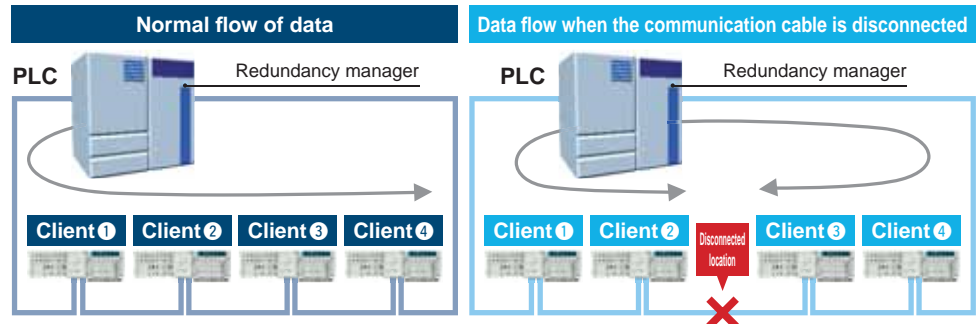 Normal flow of data
PLC
Redundancy manager
Client❶
Client❷
Client❸
Client❹
Data flow when the communication cable is disconnected
PLC
Redundancy manager
Client❶
Client❷
Disconnected
location
Client❸
Client❹